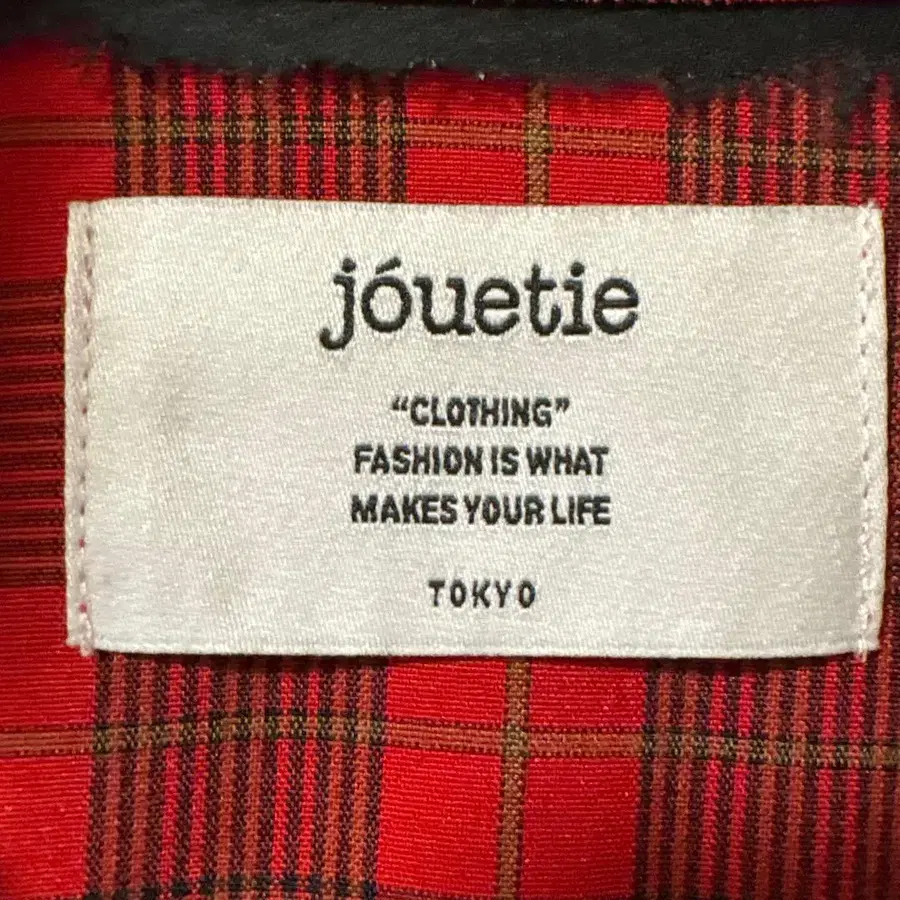 jóuetie
“CLOTHING”
FASHION IS WHAT
MAKES YOUR LIFE
TOKYO